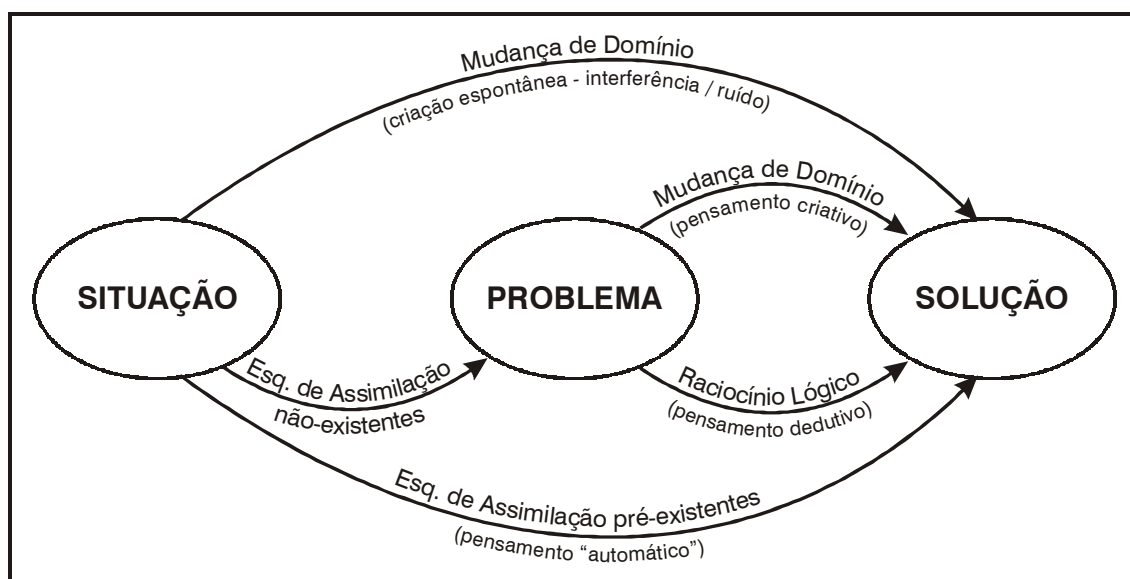 Mudança de Domínio
(criação espontânea - interferência / ruído)
Mudança de Domínio
(pensamento criativo)
SITUAÇÃO
PROBLEMA
SOLUÇÃO
Esq. de Assimilação
não-existentes
Raciocínio Lógico
(pensamento dedutivo)
Esq. de Assimilação pré-existentes
(pensamento “automático”)